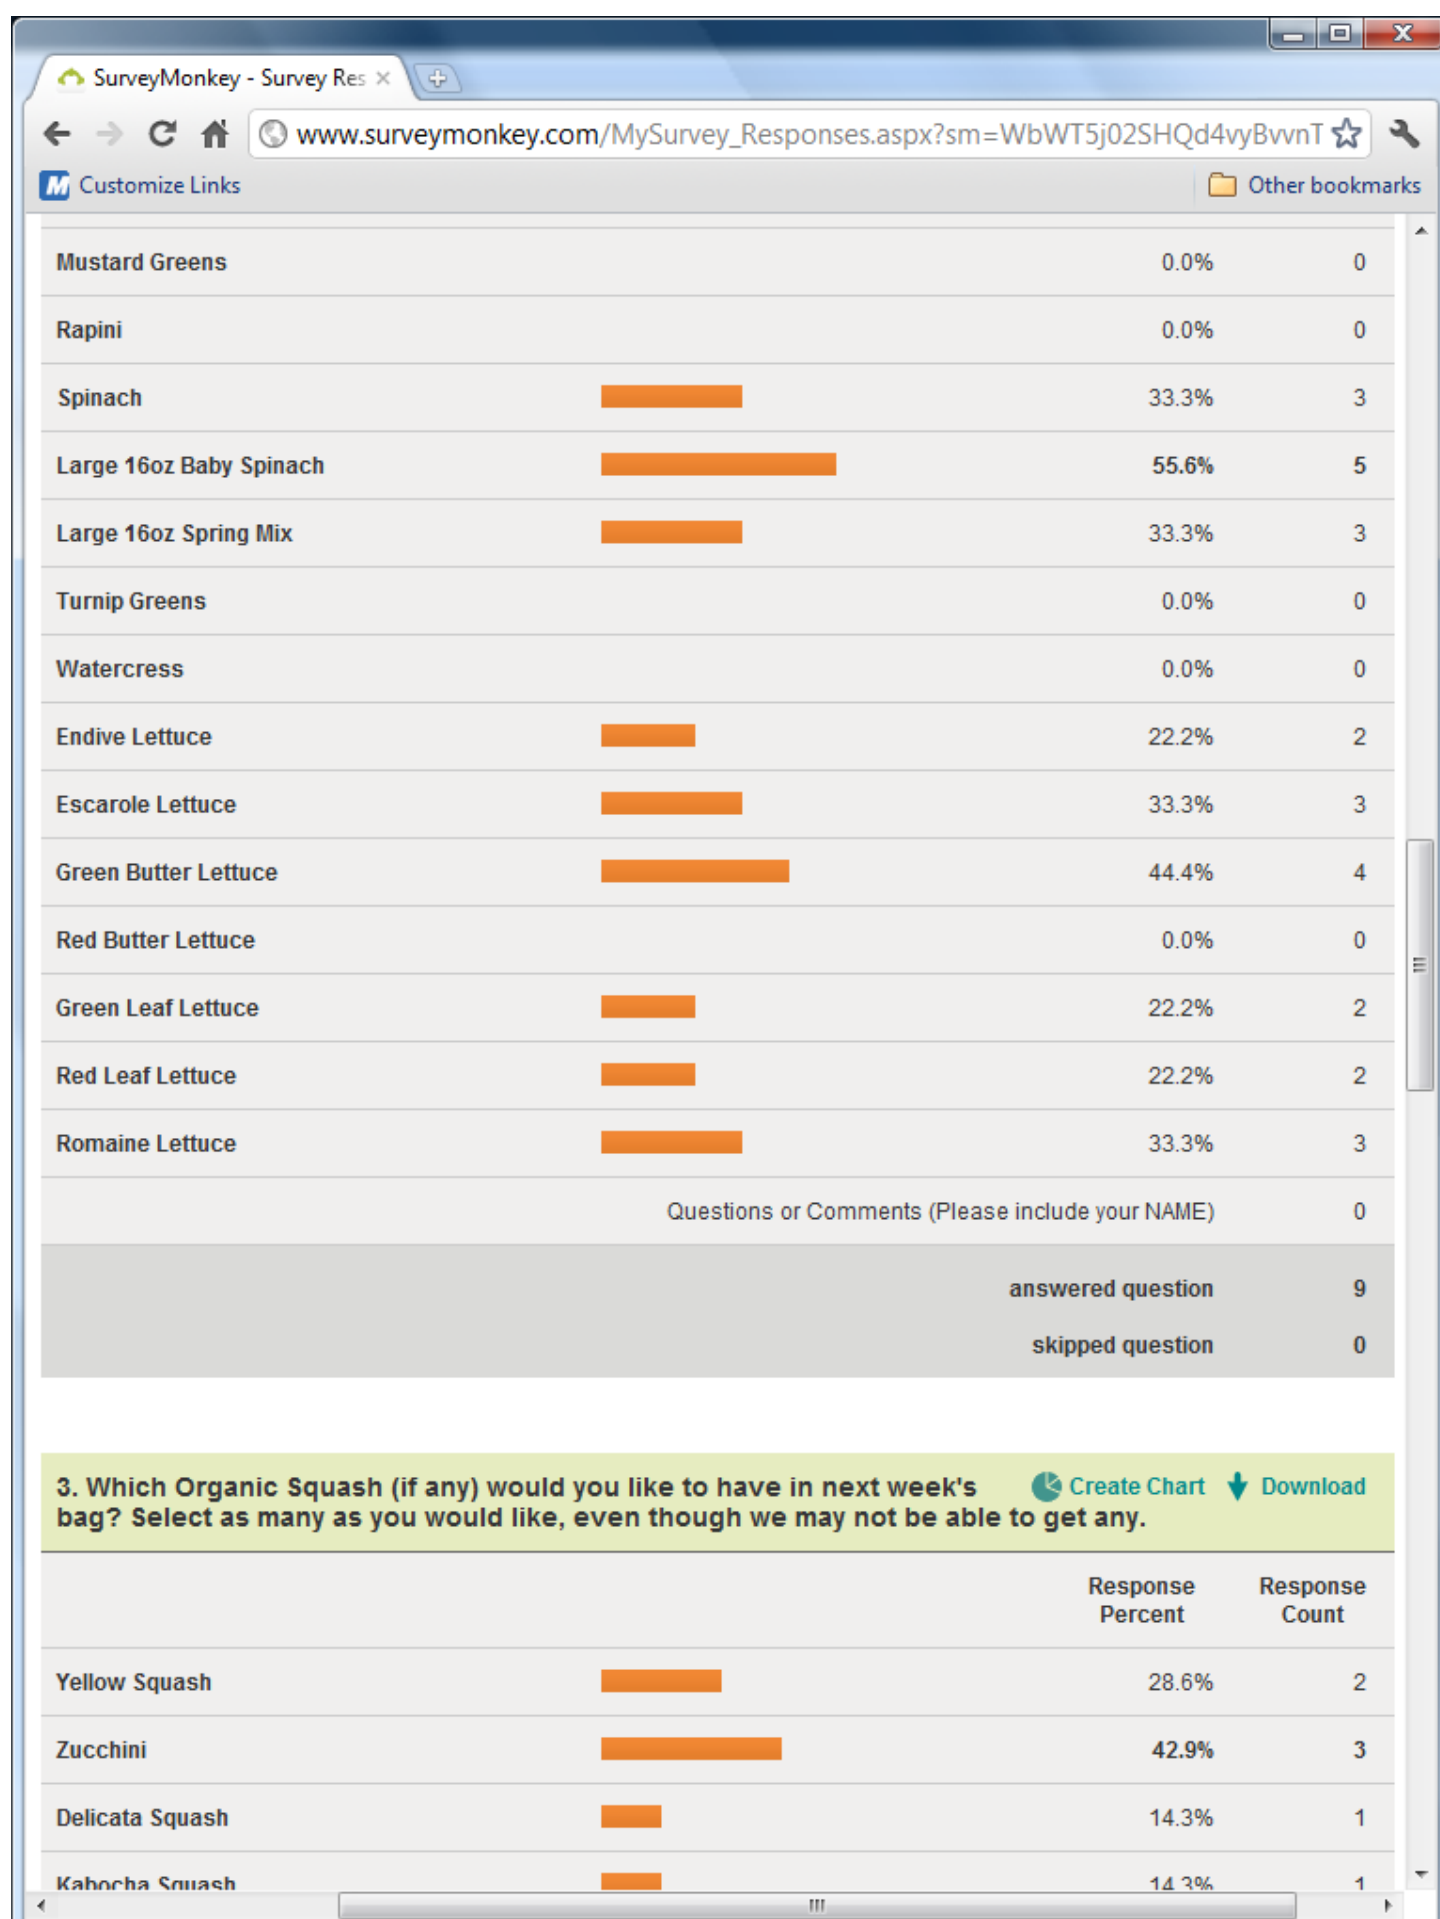 SurveyMonkey - Survey Res
www.surveymonkey.com/MySurvey_Responses.aspx?sm=WbWT5j02SHQd4vyBvvnT
Customize Links Other bookmarks
Mustard Greens 0.0% 0
Rapini 0.0% 0
Spinach 33.3% 3
Large 16oz Baby Spinach 55.6% 5
Large 16oz Spring Mix 33.3% 3
Turnip Greens 0.0% 0
Watercress 0.0% 0
Endive Lettuce 22.2% 2
Escarole Lettuce 33.3% 3
Green Butter Lettuce 44.4% 4
Red Butter Lettuce 0.0% 0
Green Leaf Lettuce 22.2% 2
Red Leaf Lettuce 22.2% 2
Romaine Lettuce 33.3% 3
Questions or Comments (Please include your NAME) 0
answered question 9
skipped question 0
3. Which Organic Squash (if any) would you like to have in next week's Create Chart Download
bag? Select as many as you would like, even though we may not be able to get any.
Response Response
Percent Count
Yellow Squash 28.6% 2
Zucchini 42.9% 3
Delicata Squash 14.3% 1
Kabocha Squash 14.3% 1